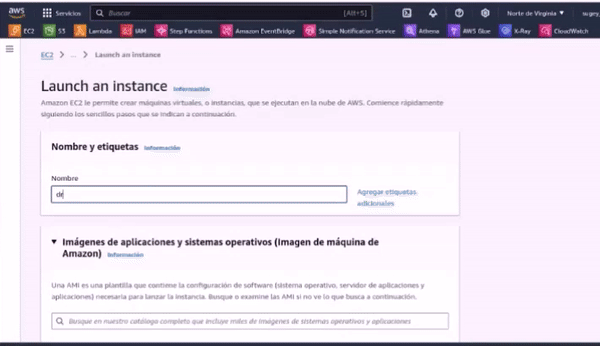 aws
Servicios
Buscar
[Alt+S]
Norte de Virginia
EC2
S3
Lambda
IAM
Step Functions
Amazon EventBridge
Simple Notification Service
Athena
AWS Glue
X-Ray
CloudWatch
EC2 > ... > Launch an instance
Launch an instance Información
Amazon EC2 le permite crear máquinas virtuales, o instancias, que se ejecutan en la nube de AWS. Comience rápidamente
siguiendo los sencillos pasos que se indican a continuación.
Nombre y etiquetas Información
Nombre
de
Agregar etiquetas
adicionales
Imágenes de aplicaciones y sistemas operativos (Imagen de máquina de
Amazon) Información
Una AMI es una plantilla que contiene la configuración de software (sistema operativo, servidor de aplicaciones y
aplicaciones) necesaria para lanzar la instancia. Busque o examine las AMI si no ve lo que busca a continuación.
Busque en nuestro catálogo completo que incluye miles de imágenes de sistemas operativos y aplicaciones